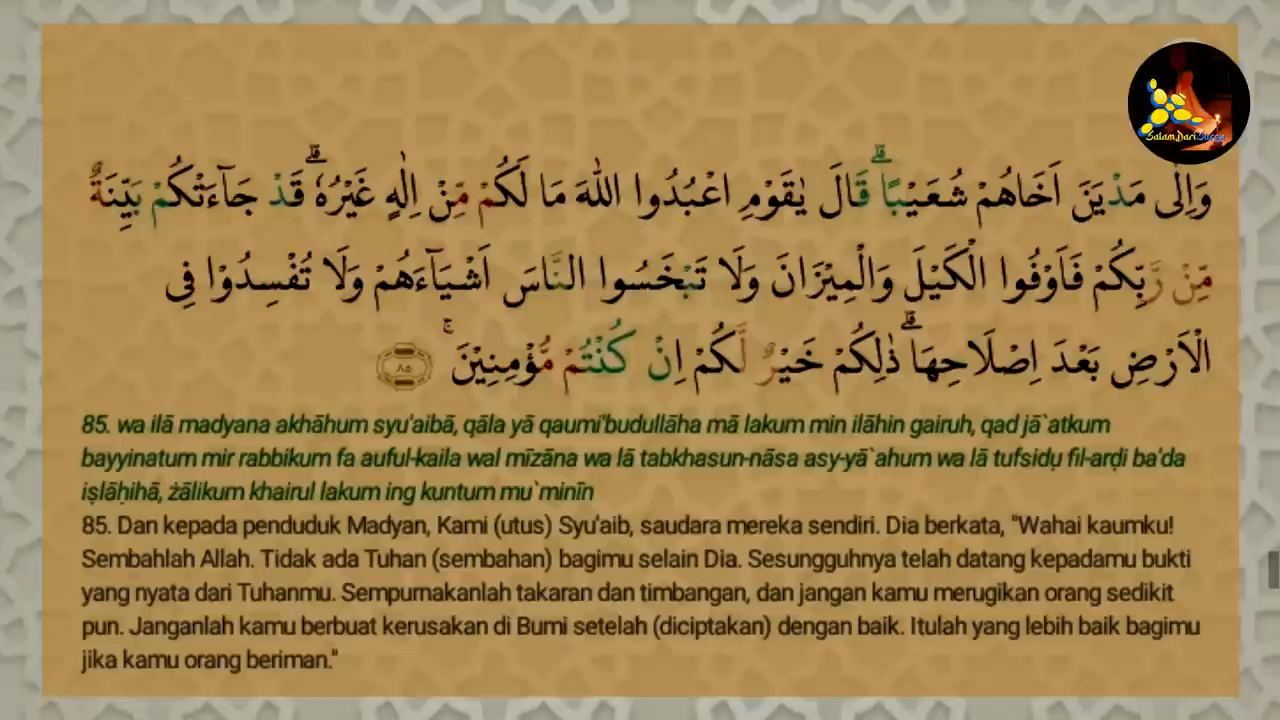 SalamDariSurga
وَاِلٰى مَدْيَنَ اَخَاهُمْ شُعَيْبًاۗ قَالَ يٰقَوْمِ اعْبُدُوا اللّٰهَ مَا لَكُمْ مِّنْ اِلٰهٍ غَيْرُهٗۗ قَدْ جَاۤءَتْكُمْ بَيِّنَةٌ
مِّنْ رَّبِّكُمْ فَاَوْفُوا الْكَيْلَ وَالْمِيْزَانَ وَلَا تَبْخَسُوا النَّاسَ اَشْيَاۤءَهُمْ وَلَا تُفْسِدُوْا فِى
الْاَرْضِ بَعْدَ اِصْلَاحِهَاۗ ذٰلِكُمْ خَيْرٌ لَّكُمْ اِنْ كُنْتُمْ مُّؤْمِنِيْنَۚ ٨٥
85. wa ilā madyana akhāhum syu'aibā, qāla yā qaumi'budullāha mā lakum min ilāhin gairuh, qad jā`atkum
bayyinatum mir rabbikum fa auful-kaila wal mīzāna wa lā tabkhasun-nāsa asy-yā`ahum wa lā tufsidụ fil-arḍi ba'da
iṣlāḥihā, żālikum khairul lakum ing kuntum mu`minīn
85. Dan kepada penduduk Madyan, Kami (utus) Syu'aib, saudara mereka sendiri. Dia berkata, "Wahai kaumku!
Sembahlah Allah. Tidak ada Tuhan (sembahan) bagimu selain Dia. Sesungguhnya telah datang kepadamu bukti
yang nyata dari Tuhanmu. Sempurnakanlah takaran dan timbangan, dan jangan kamu merugikan orang sedikit
pun. Janganlah kamu berbuat kerusakan di Bumi setelah (diciptakan) dengan baik. Itulah yang lebih baik bagimu
jika kamu orang beriman."